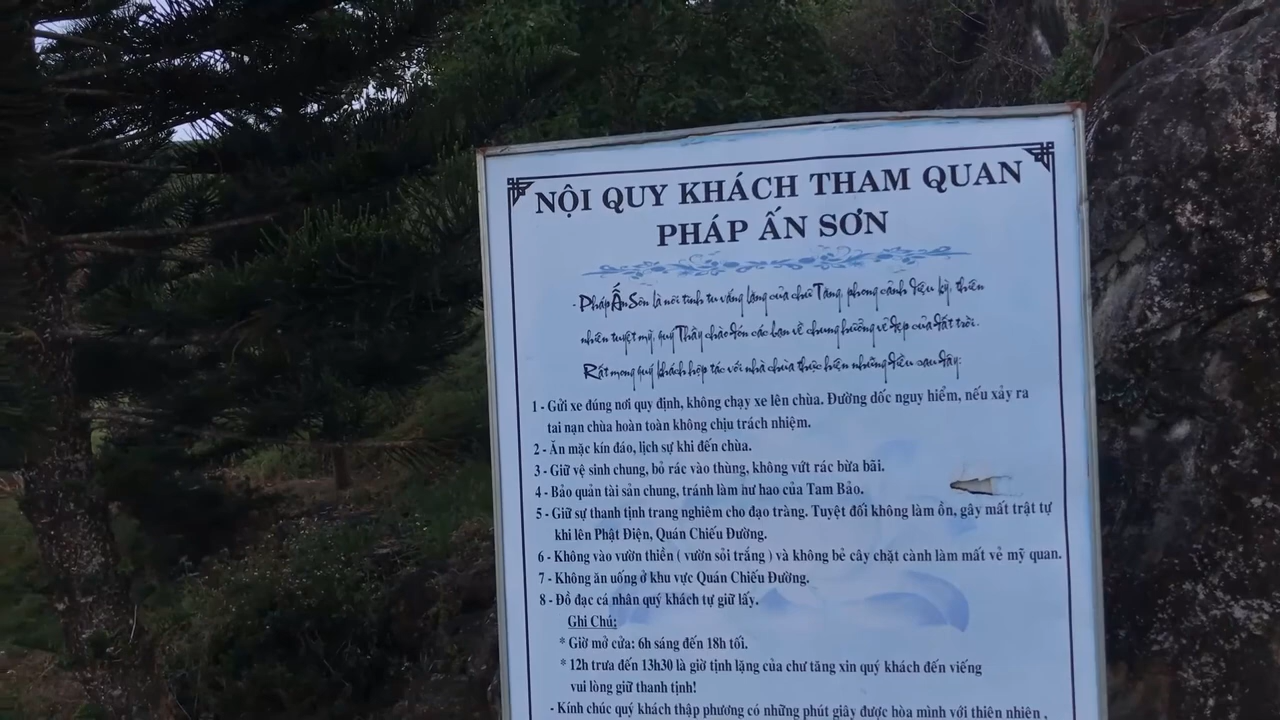 NỘI QUY KHÁCH THAM QUAN
PHÁP ẤN SƠN
- Pháp Ấn Sơn là nơi tịnh tu vắng lặng của chư Tăng, phong cảnh diệu kỳ, thiên
nhiên tuyệt mỹ, quý Thầy chào đón các bạn về chung hưởng vẻ đẹp của đất trời.
Rất mong quý khách hợp tác với nhà chùa thực hiện những điều sau đây:
1 - Gửi xe đúng nơi quy định, không chạy xe lên chùa. Đường dốc nguy hiểm, nếu xảy ra
tai nạn chùa hoàn toàn không chịu trách nhiệm.
2 - Ăn mặc kín đáo, lịch sự khi đến chùa.
3 - Giữ vệ sinh chung, bỏ rác vào thùng, không vứt rác bừa bãi.
4 - Bảo quản tài sản chung, tránh làm hư hao của Tam Bảo.
5 - Giữ sự thanh tịnh trang nghiêm cho đạo tràng. Tuyệt đối không làm ồn, gây mất trật tự
khi lên Phật Điện, Quán Chiếu Đường.
6 - Không vào vườn thiền ( vườn sỏi trắng ) và không bẻ cây chặt cành làm mất vẻ mỹ quan.
7 - Không ăn uống ở khu vực Quán Chiếu Đường.
8 - Đồ đạc cá nhân quý khách tự giữ lấy.
Ghi Chú:
* Giờ mở cửa: 6h sáng đến 18h tối.
* 12h trưa đến 13h30 là giờ tịnh lặng của chư tăng xin quý khách đến viếng
vui lòng giữ thanh tịnh!
- Kính chúc quý khách thập phương có những phút giây được hòa mình với thiên nhiên ,